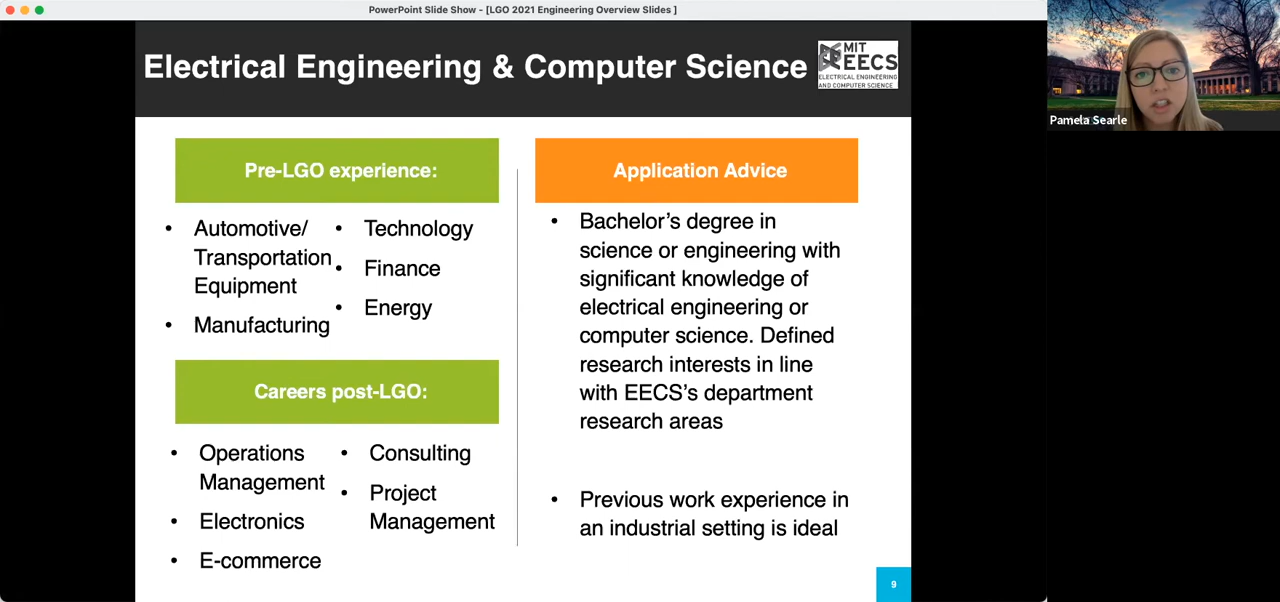 PowerPoint Slide Show - [LGO 2021 Engineering Overview Slides ]
Electrical Engineering & Computer Science
MIT
EECS
ELECTRICAL ENGINEERING
AND COMPUTER SCIENCE
Pamela Searle
Pre-LGO experience:
• Automotive/
Transportation
Equipment
• Manufacturing
• Technology
• Finance
• Energy
Careers post-LGO:
• Operations
Management
• Electronics
• E-commerce
• Consulting
• Project
Management
Application Advice
• Bachelor’s degree in
science or engineering with
significant knowledge of
electrical engineering or
computer science. Defined
research interests in line
with EECS’s department
research areas
• Previous work experience in
an industrial setting is ideal
9